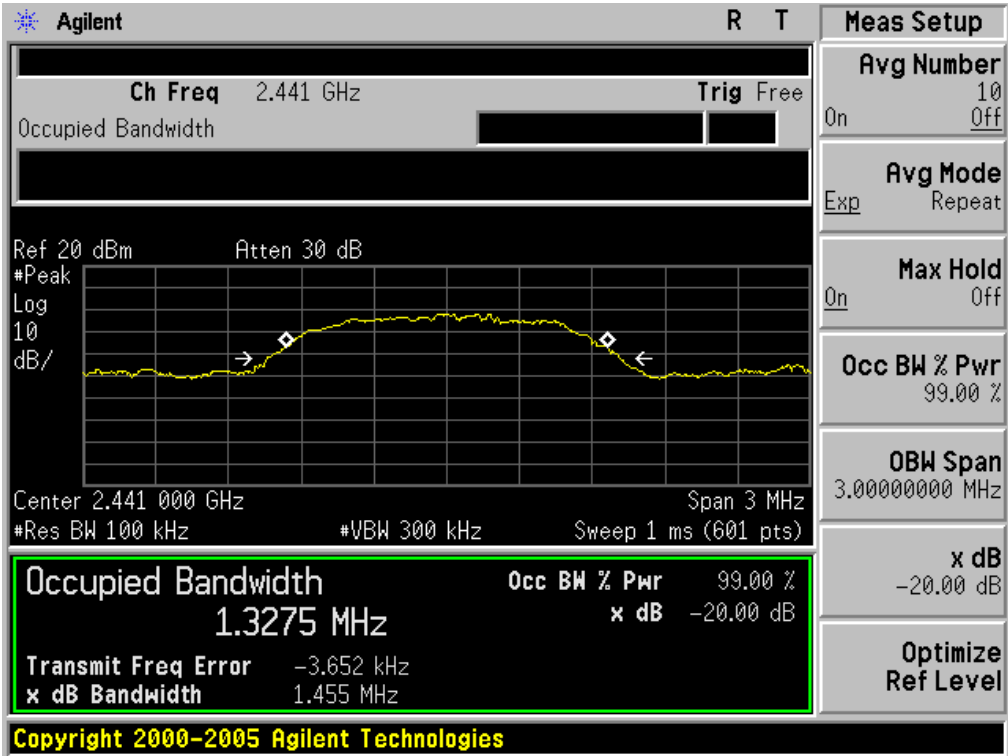 Agilent R T
Ch Freq 2.441 GHz Trig Free
Occupied Bandwidth
Ref 20 dBm Atten 30 dB
#Peak
Log
10
dB/
Center 2.441 000 GHz Span 3 MHz
#Res BW 100 kHz #VBW 300 kHz Sweep 1 ms (601 pts)
Occupied Bandwidth Occ BW % Pwr 99.00 %
1.3275 MHz x dB -20.00 dB
Transmit Freq Error -3.652 kHz
x dB Bandwidth 1.455 MHz
Copyright 2000-2005 Agilent Technologies
Meas Setup
Avg Number
10
On Off
Avg Mode
Exp Repeat
Max Hold
On Off
Occ BW % Pwr
99.00 %
OBW Span
3.00000000 MHz
x dB
-20.00 dB
Optimize
Ref Level